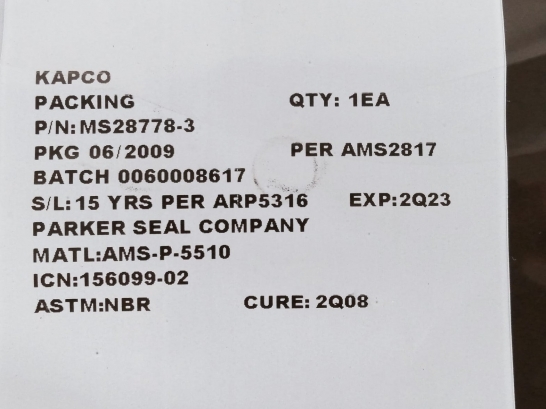 KAPCO
PACKING QTY: 1EA
P/N: MS28778-3
PKG 06/2009 PER AMS2817
BATCH 0060008617
S/L: 15 YRS PER ARP5316 EXP:2Q23
PARKER SEAL COMPANY
MATL:AMS-P-5510
ICN:156099-02
ASTM:NBR CURE: 2Q08